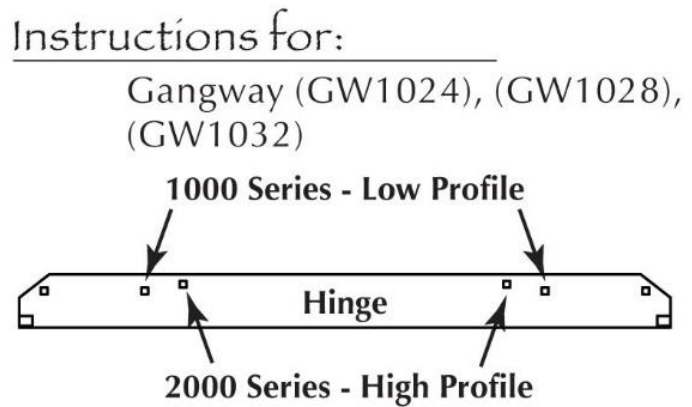 Instructions for:
Gangway (GW1024), (GW1028),
(GW1032)
1000 Series - Low Profile
Hinge
2000 Series - High Profile